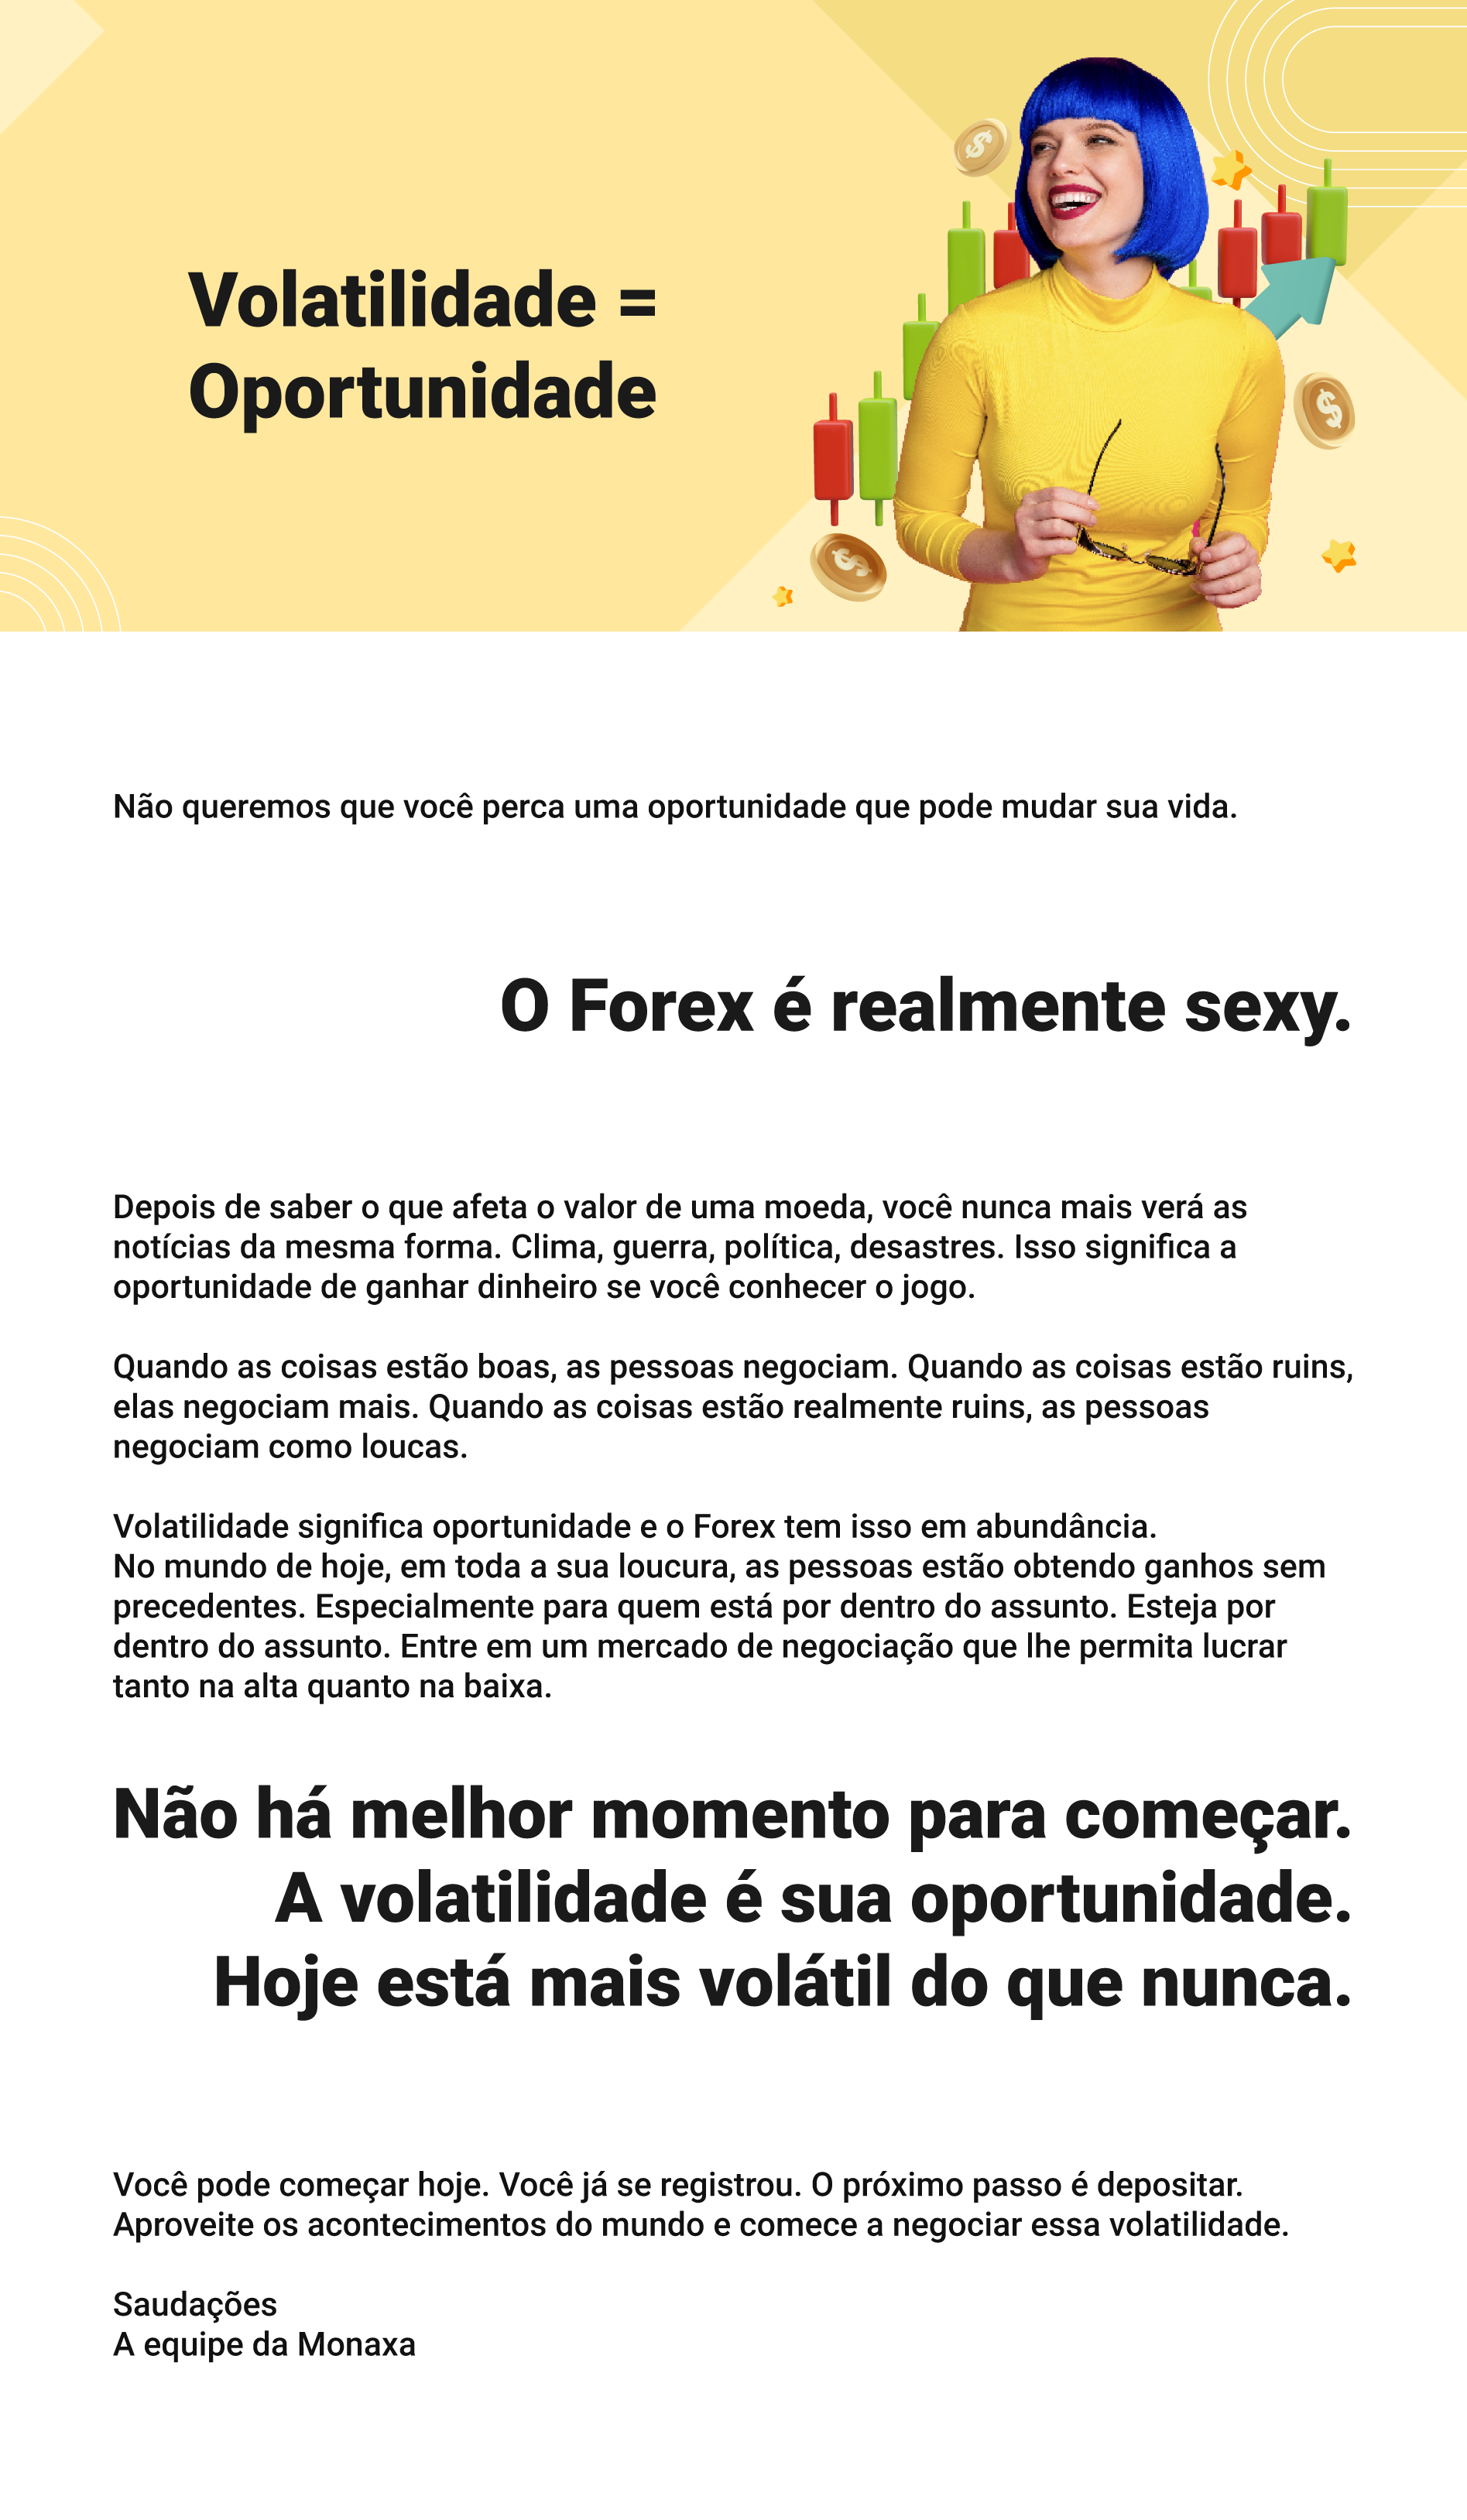 Volatilidade =
Oportunidade
Não queremos que você perca uma oportunidade que pode mudar sua vida.
O Forex é realmente sexy.
Depois de saber o que afeta o valor de uma moeda, você nunca mais verá as
notícias da mesma forma. Clima, guerra, política, desastres. Isso significa a
oportunidade de ganhar dinheiro se você conhecer o jogo.
Quando as coisas estão boas, as pessoas negociam. Quando as coisas estão ruins,
elas negociam mais. Quando as coisas estão realmente ruins, as pessoas
negociam como loucas.
Volatilidade significa oportunidade e o Forex tem isso em abundância.
No mundo de hoje, em toda a sua loucura, as pessoas estão obtendo ganhos sem
precedentes. Especialmente para quem está por dentro do assunto. Esteja por
dentro do assunto. Entre em um mercado de negociação que lhe permita lucrar
tanto na alta quanto na baixa.
Não há melhor momento para começar.
A volatilidade é sua oportunidade.
Hoje está mais volátil do que nunca.
Você pode começar hoje. Você já se registrou. O próximo passo é depositar.
Aproveite os acontecimentos do mundo e comece a negociar essa volatilidade.
Saudações
A equipe da Monaxa